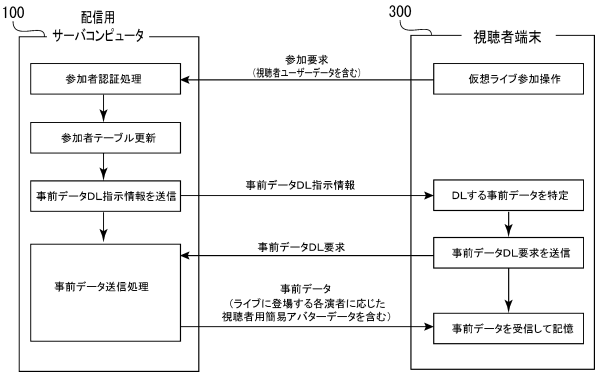 100
配信用
サーバコンピュータ
300
視聴者端末
参加者認証処理
参加要求
(視聴者ユーザーデータを含む)
仮想ライブ参加操作
参加者テーブル更新
事前データDL指示情報を送信
事前データDL指示情報
DLする事前データを特定
事前データDL要求
事前データDL要求を送信
事前データ送信処理
事前データ
(ライブに登場する各演者に応じた
視聴者用簡易アバターデータを含む)
事前データを受信して記憶